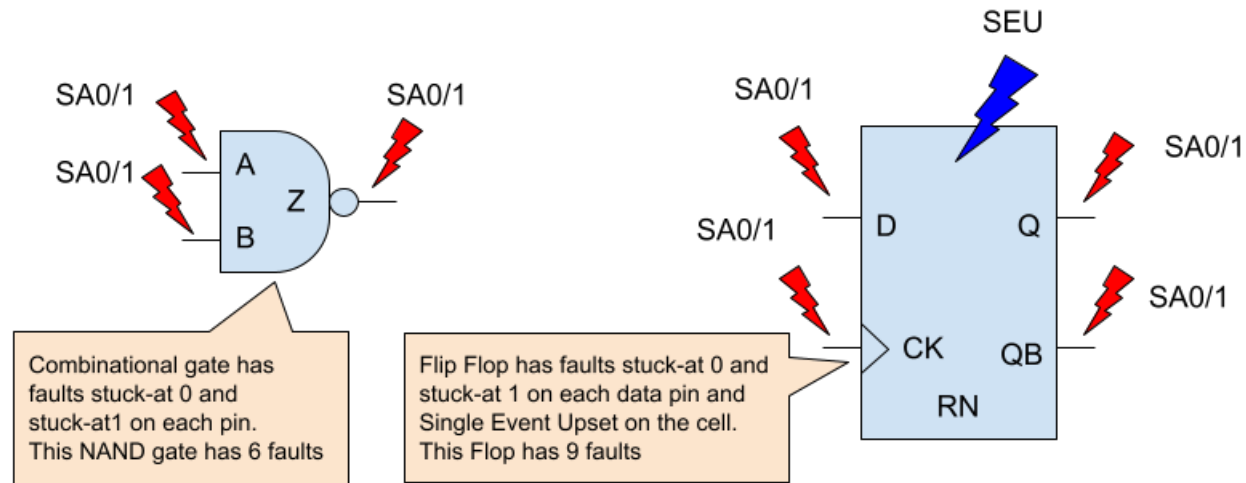 SEU
SA0/1
SA0/1
SA0/1
SA0/1
SA0/1
SA0/1
SA0/1
A
B
Z
D
Q
CK
QB
RN
Combinational gate has
faults stuck-at 0 and
stuck-at1 on each pin.
This NAND gate has 6 faults
Flip Flop has faults stuck-at 0 and
stuck-at 1 on each data pin and
Single Event Upset on the cell.
This Flop has 9 faults